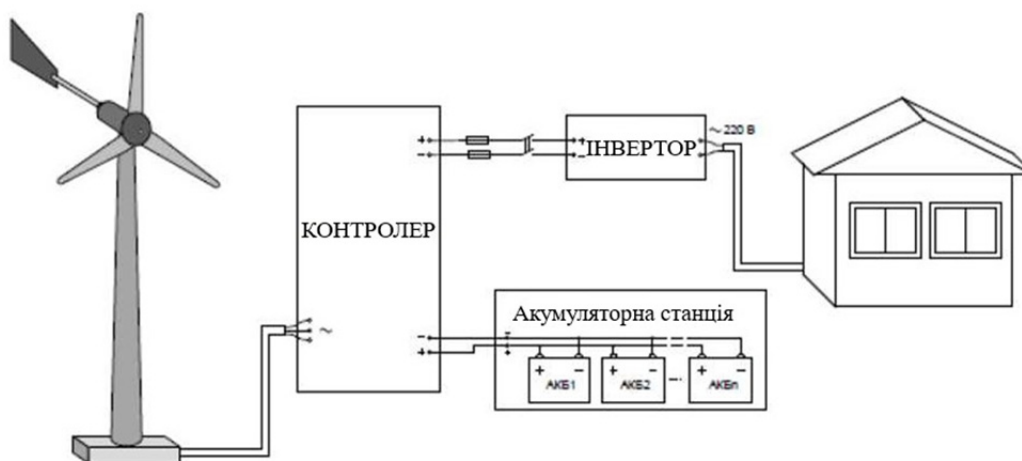 +
-
~ 220 В
+
-
ІНВЕРТОР
КОНТРОЛЕР
~
-
+
Акумуляторна станція
-
+
+ - + - + -
АКБ1 АКБ2 ... АКБn